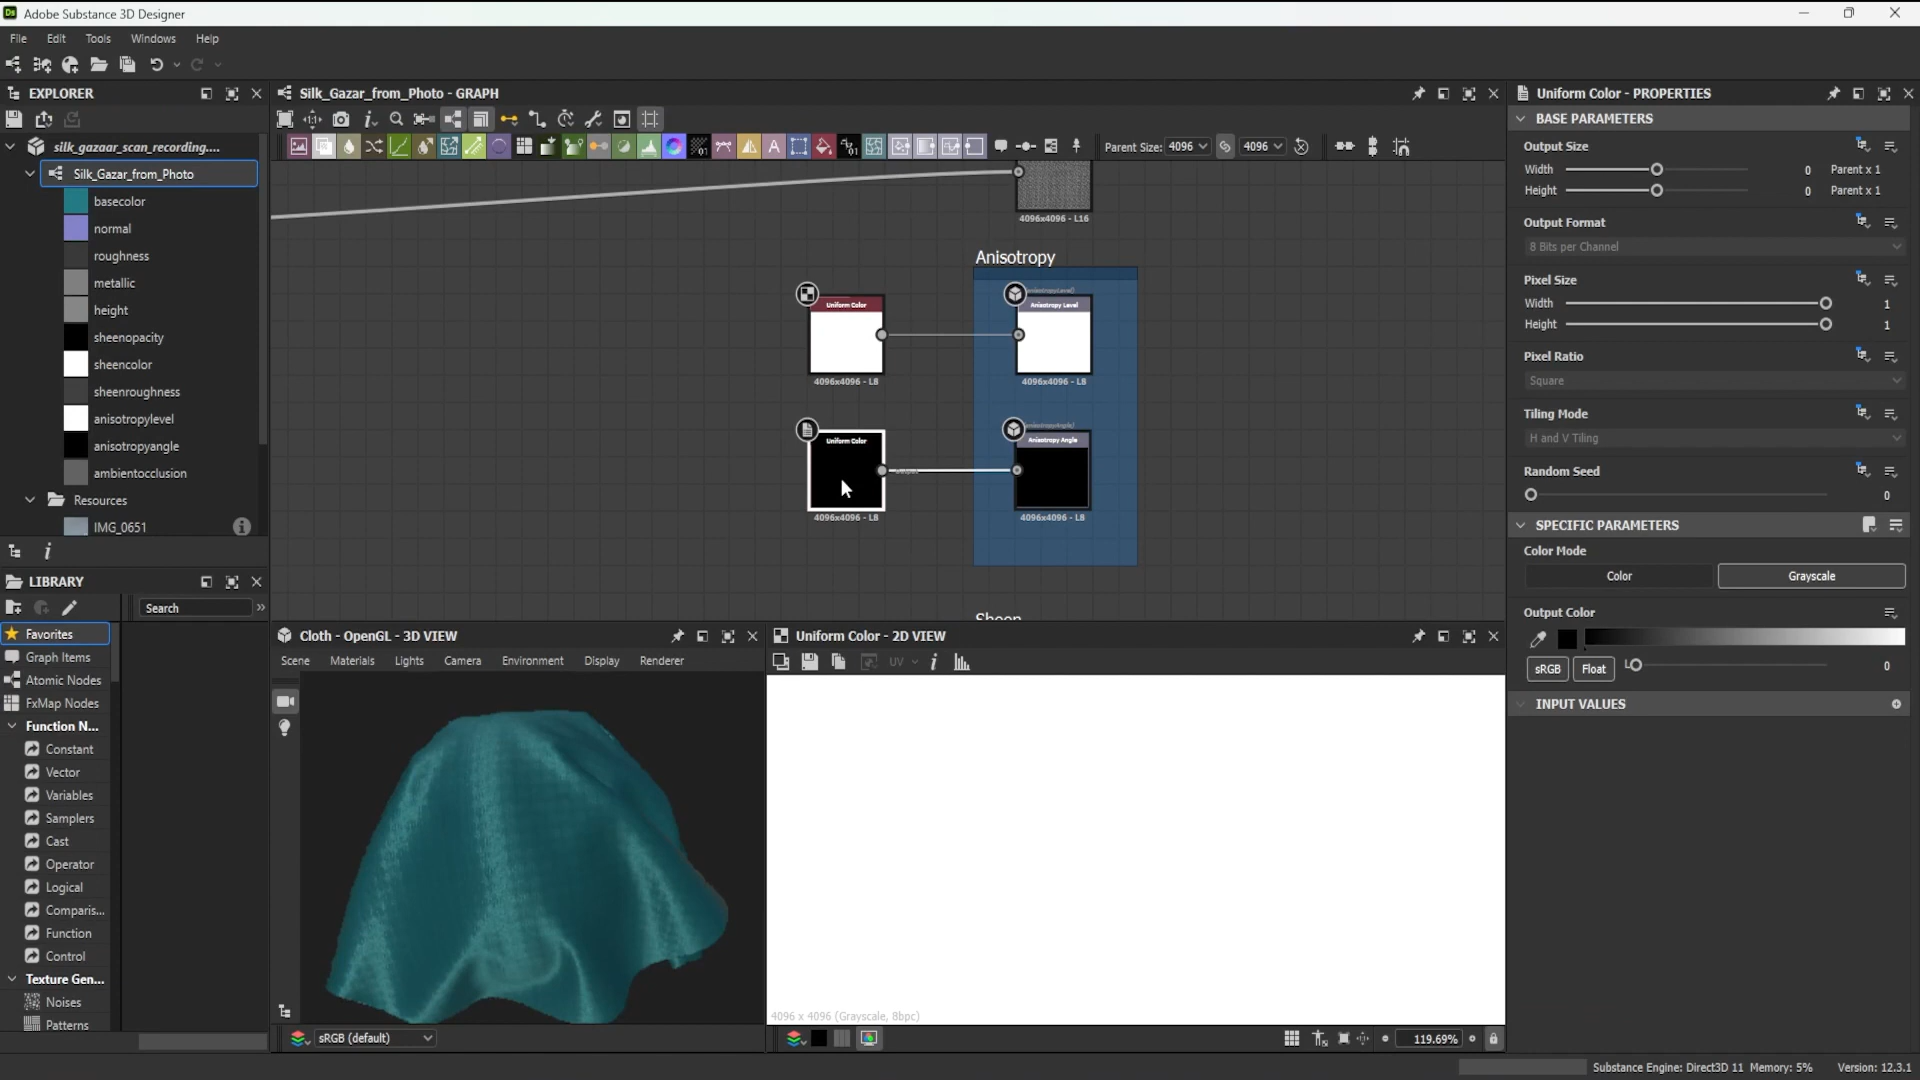 Adobe Substance 3D Designer
File Edit Tools Windows Help
EXPLORER
silk_gazaar_scan_recording....
Silk_Gazar_from_Photo
basecolor
normal
roughness
metallic
height
sheenopacity
sheencolor
sheenroughness
anisotropylevel
anisotropyangle
ambientocclusion
Resources
IMG_0651
LIBRARY
Search
Favorites
Graph Items
Atomic Nodes
FxMap Nodes
Function N...
Constant
Vector
Variables
Samplers
Cast
Operator
Logical
Comparis...
Function
Control
Texture Gen...
Noises
Patterns
Silk_Gazar_from_Photo - GRAPH
Parent Size: 4096 4096
4096x4096 - L16
Anisotropy
Uniform Color
4096x4096 - L8
Anisotropy Level
4096x4096 - L8
Uniform Color
4096x4096 - L8
Anisotropy Angle
4096x4096 - L8
Sheen
Cloth - OpenGL - 3D VIEW
Scene Materials Lights Camera Environment Display Renderer
sRGB (default)
Uniform Color - 2D VIEW
UV
4096 x 4096 (Grayscale, 8bpc)
119.69%
Uniform Color - PROPERTIES
BASE PARAMETERS
Output Size
Width 0 Parent x 1
Height 0 Parent x 1
Output Format
8 Bits per Channel
Pixel Size
Width 1
Height 1
Pixel Ratio
Square
Tiling Mode
H and V Tiling
Random Seed
0
SPECIFIC PARAMETERS
Color Mode
Color Grayscale
Output Color
sRGB Float L 0
INPUT VALUES
Substance Engine: Direct3D 11 Memory: 5% Version: 12.3.1